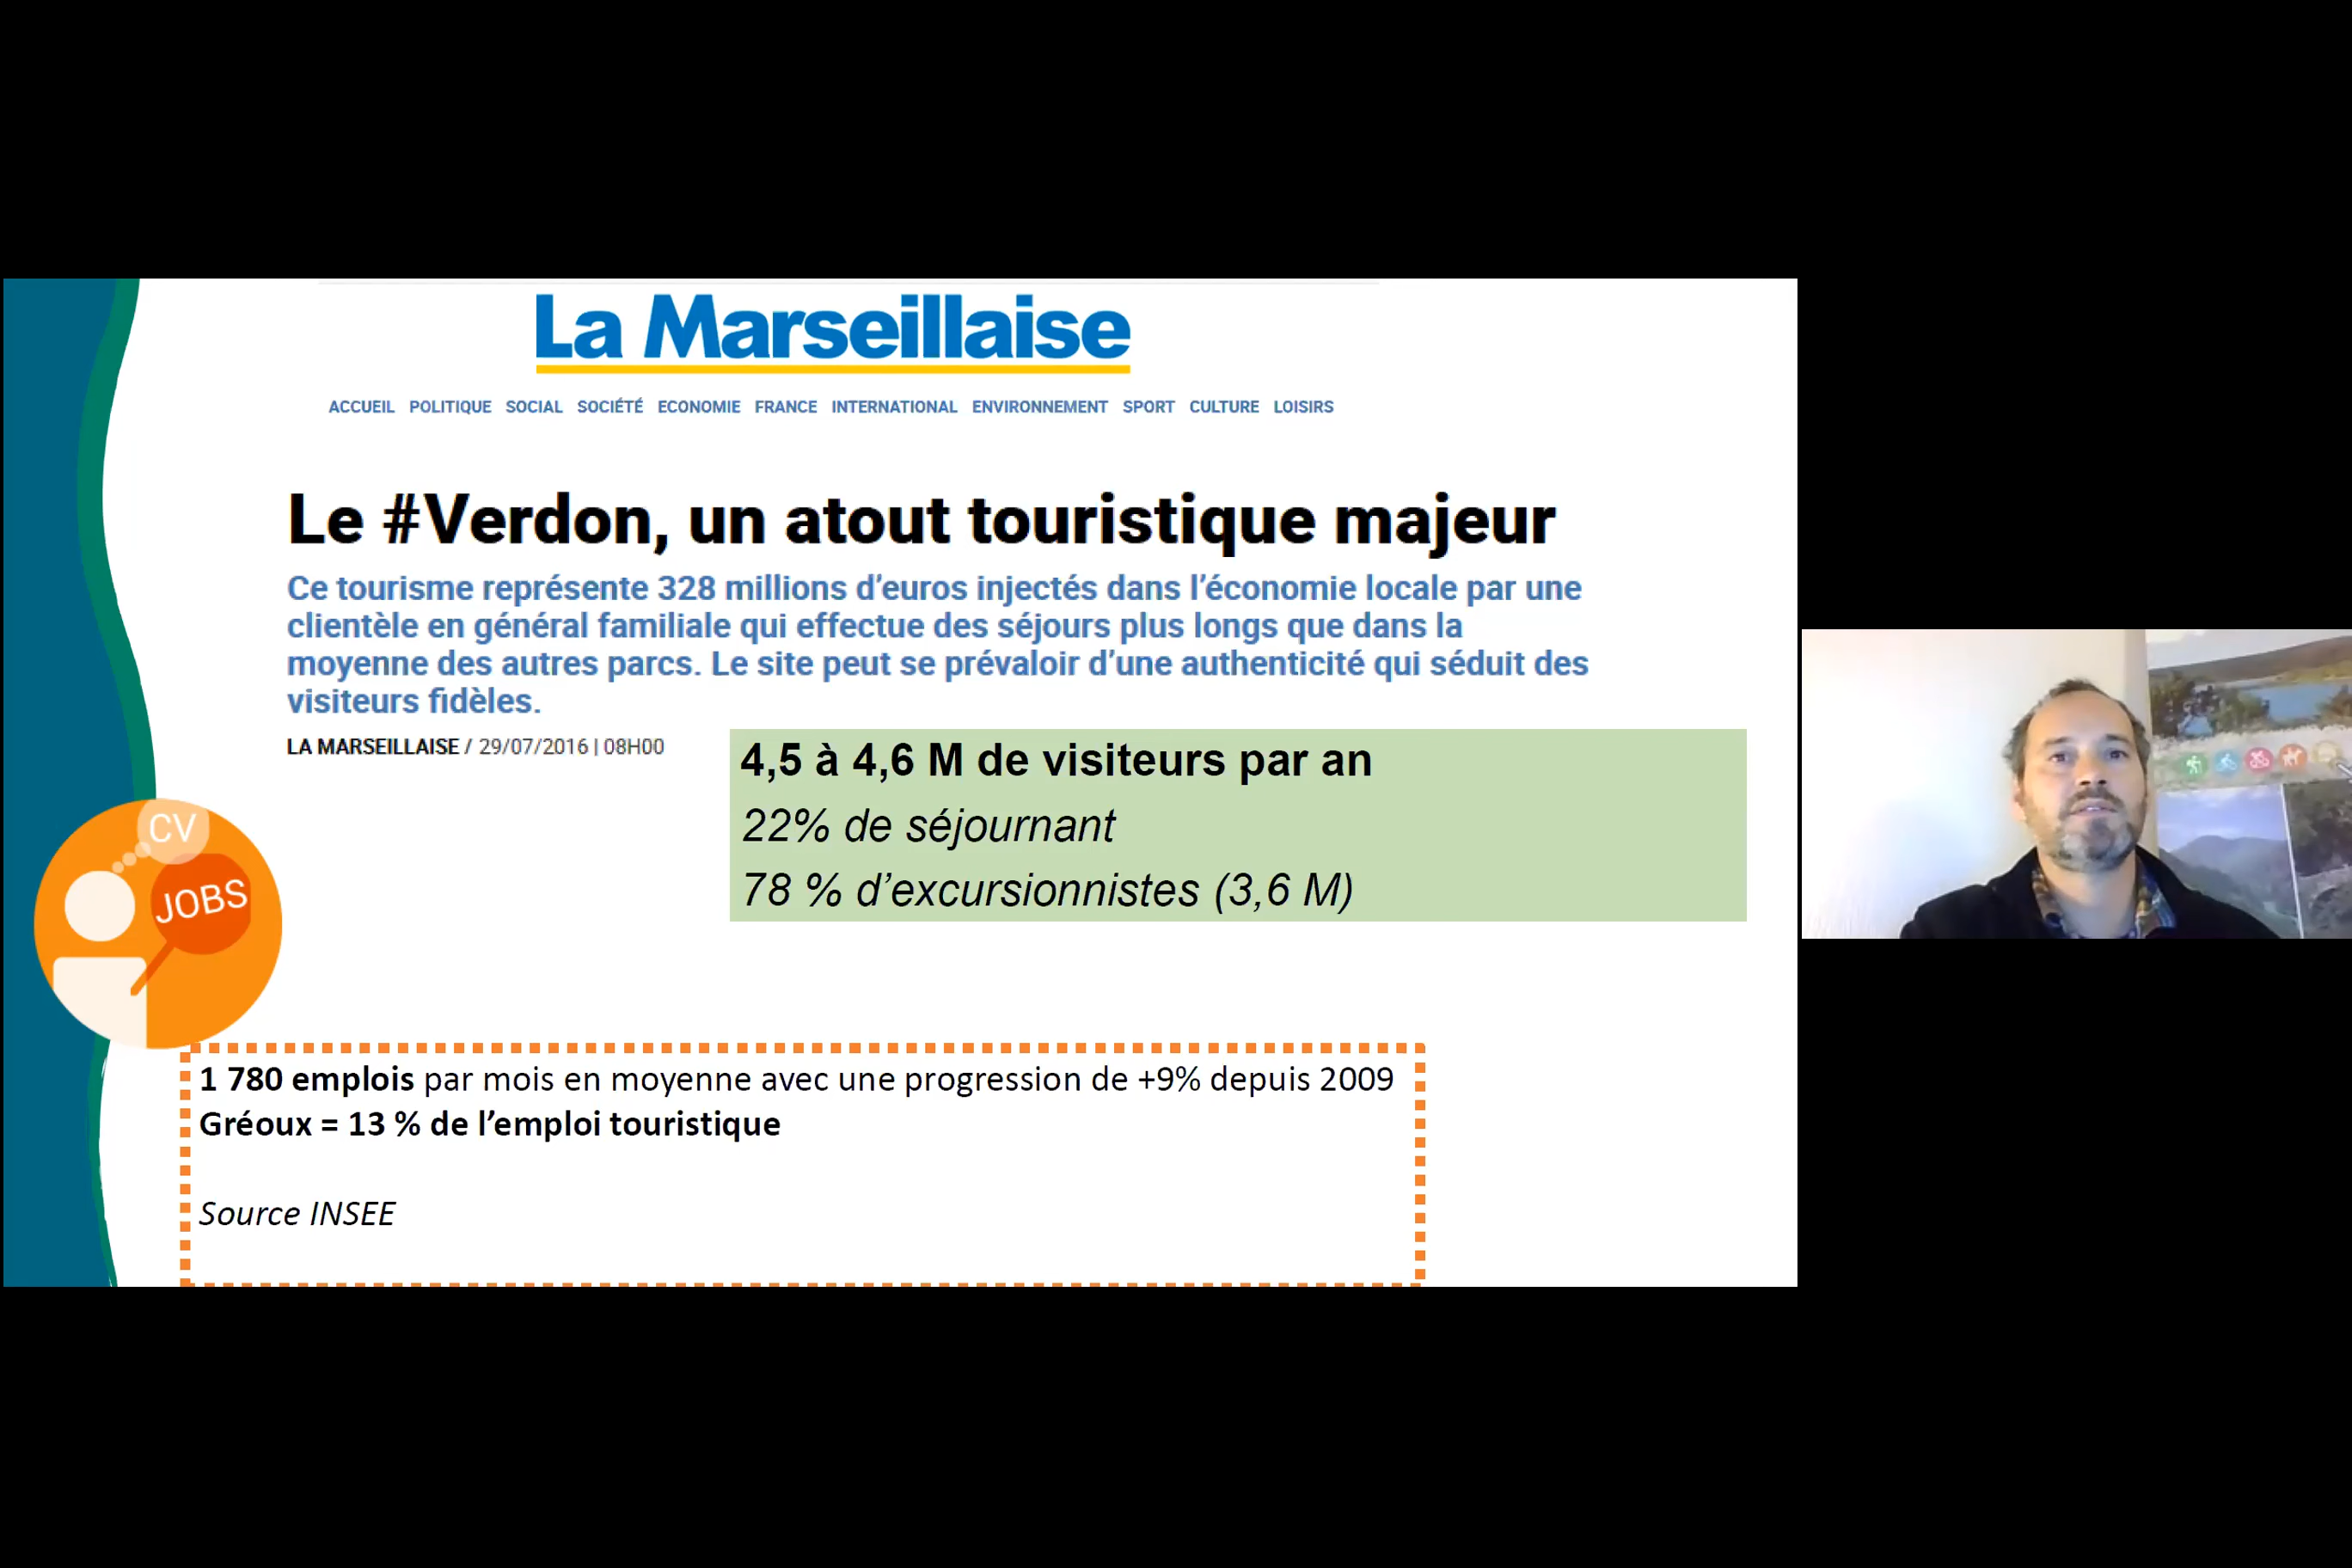 La Marseillaise
ACCUEIL POLITIQUE SOCIAL SOCIÉTÉ ECONOMIE FRANCE INTERNATIONAL ENVIRONNEMENT SPORT CULTURE LOISIRS
Le #Verdon, un atout touristique majeur
Ce tourisme représente 328 millions d'euros injectés dans l'économie locale par une
clientèle en général familiale qui effectue des séjours plus longs que dans la
moyenne des autres parcs. Le site peut se prévaloir d'une authenticité qui séduit des
visiteurs fidèles.
LA MARSEILLAISE / 29/07/2016 | 08H00
4,5 à 4,6 M de visiteurs par an
22% de séjournant
78 % d'excursionnistes (3,6 M)
CV
JOBS
1 780 emplois par mois en moyenne avec une progression de +9% depuis 2009
Gréoux = 13 % de l'emploi touristique
Source INSEE